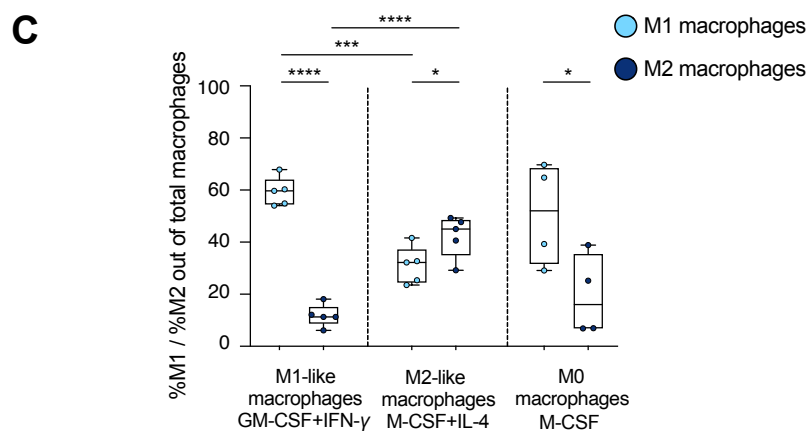 C
M1 macrophages
M2 macrophages
****
***
****
*
*
%M1 / %M2 out of total macrophages
100
80
60
40
20
0
M1-like
macrophages
GM-CSF+IFN-γ
M2-like
macrophages
M-CSF+IL-4
M0
macrophages
M-CSF